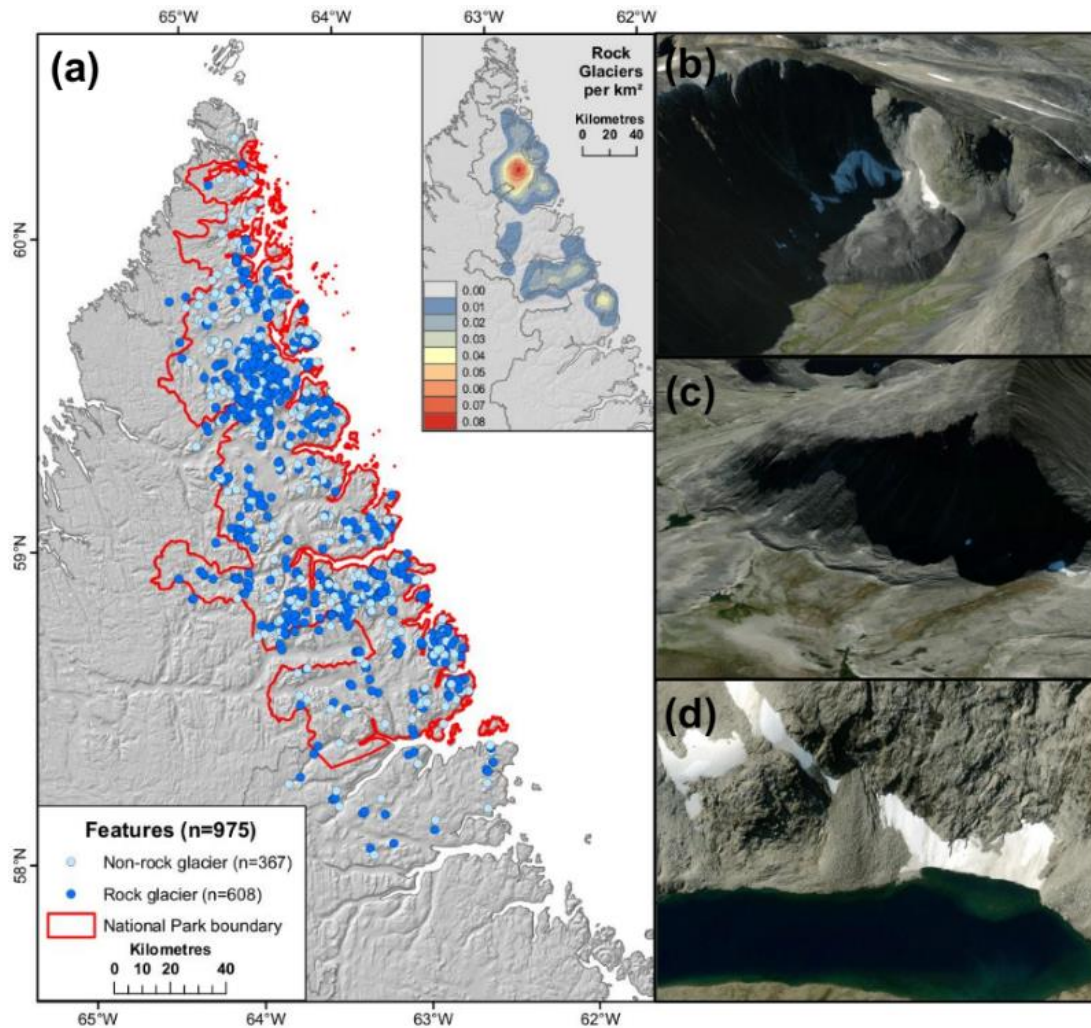 65°W
64°W
63°W
62°W
(a)
Rock
Glaciers
per km²
Kilometres
0 20 40
0.00
0.01
0.02
0.03
0.04
0.05
0.06
0.07
0.08
(b)
(c)
(d)
60°N
59°N
58°N
Features (n=975)
Non-rock glacier (n=367)
Rock glacier (n=608)
National Park boundary
Kilometres
0 10 20 40
65°W
64°W
63°W
62°W